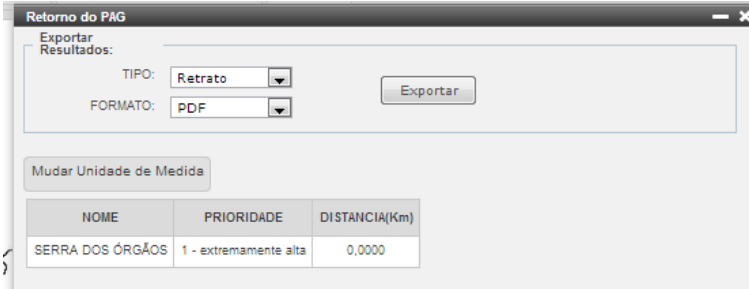 Retorno do PAG
Exportar
Resultados:
TIPO: Retrato
Exportar
FORMATO: PDF
Mudar Unidade de Medida
NOME PRIORIDADE DISTANCIA(Km)
SERRA DOS ÓRGÃOS 1 - extremamente alta 0,0000